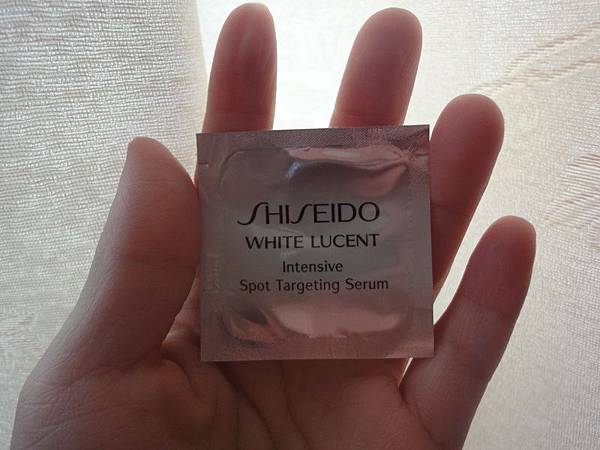 SHISEIDO
WHITE LUCENT
Intensive
Spot Targeting Serum